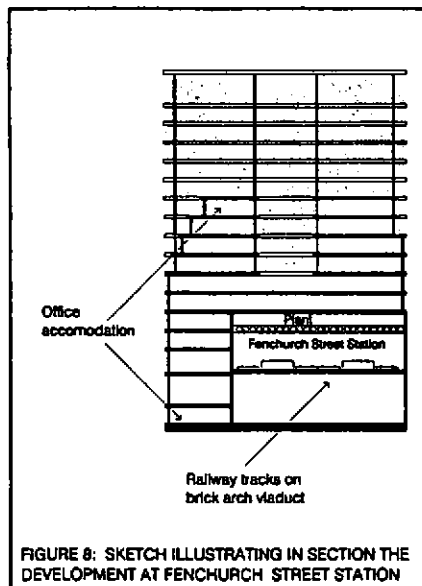 Plant
Fenchurch Street Station
Office
accomodation
Railway tracks on
brick arch viaduct
FIGURE 8: SKETCH ILLUSTRATING IN SECTION THE
DEVELOPMENT AT FENCHURCH STREET STATION